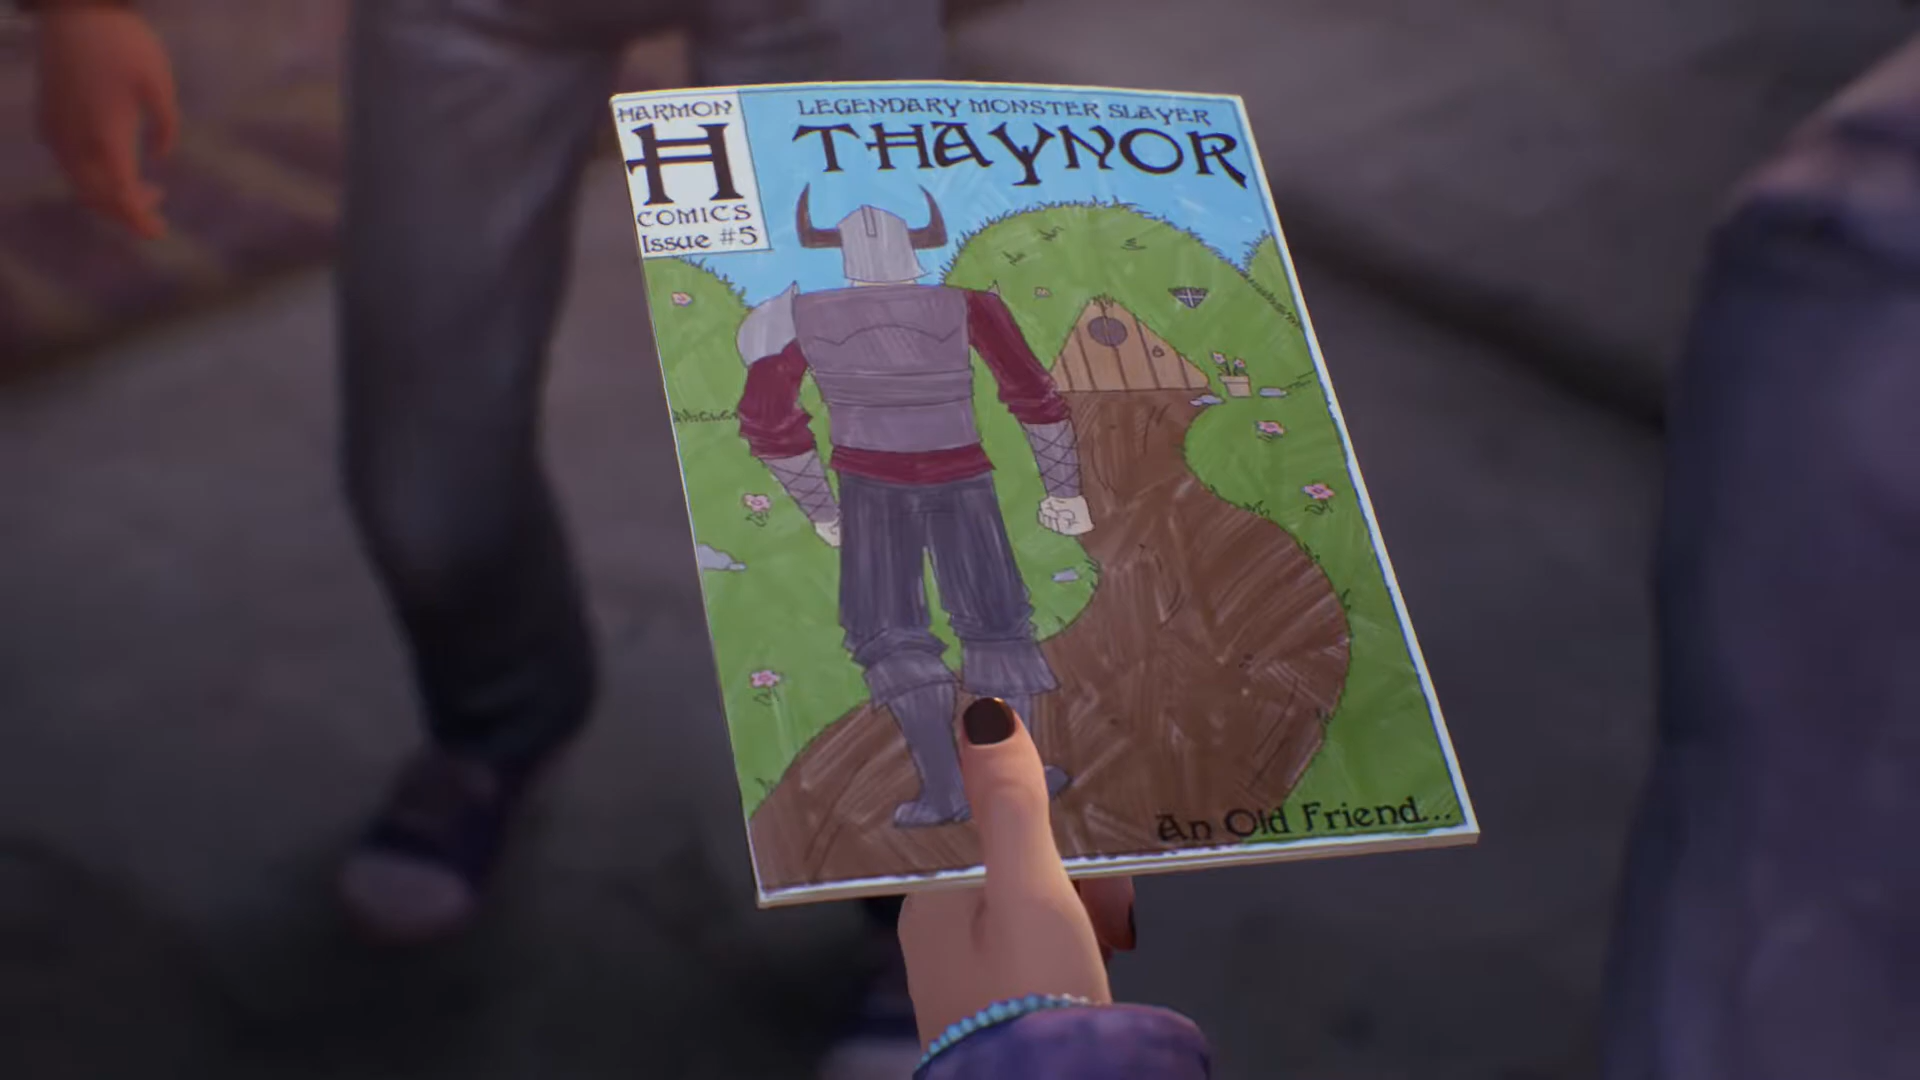 HARMON
H
COMICS
Issue #5
LEGENDARY MONSTER SLAYER
THAYNOR
An Old Friend...